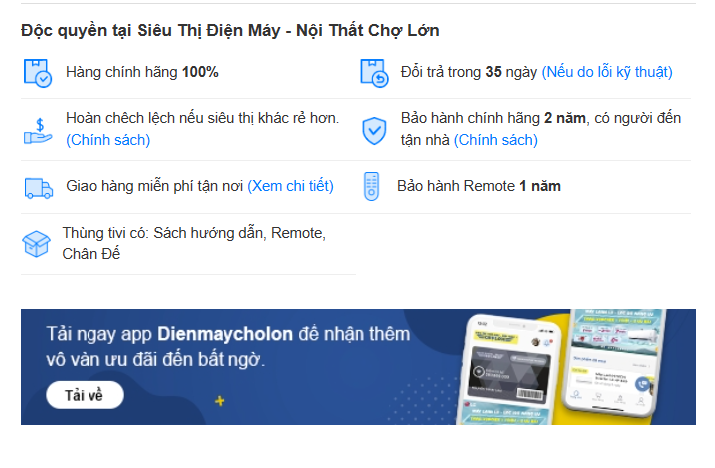 Độc quyền tại Siêu Thị Điện Máy - Nội Thất Chợ Lớn
Hàng chính hãng 100%
Đổi trả trong 35 ngày (Nếu do lỗi kỹ thuật)
Hoàn chêch lệch nếu siêu thị khác rẻ hơn.
(Chính sách)
Bảo hành chính hãng 2 năm, có người đến
tận nhà (Chính sách)
Giao hàng miễn phí tận nơi (Xem chi tiết)
Bảo hành Remote 1 năm
Thùng tivi có: Sách hướng dẫn, Remote,
Chân Đế
Tải ngay app Dienmaycholon để nhận thêm
vô vàn ưu đãi đến bất ngờ.
Tải về